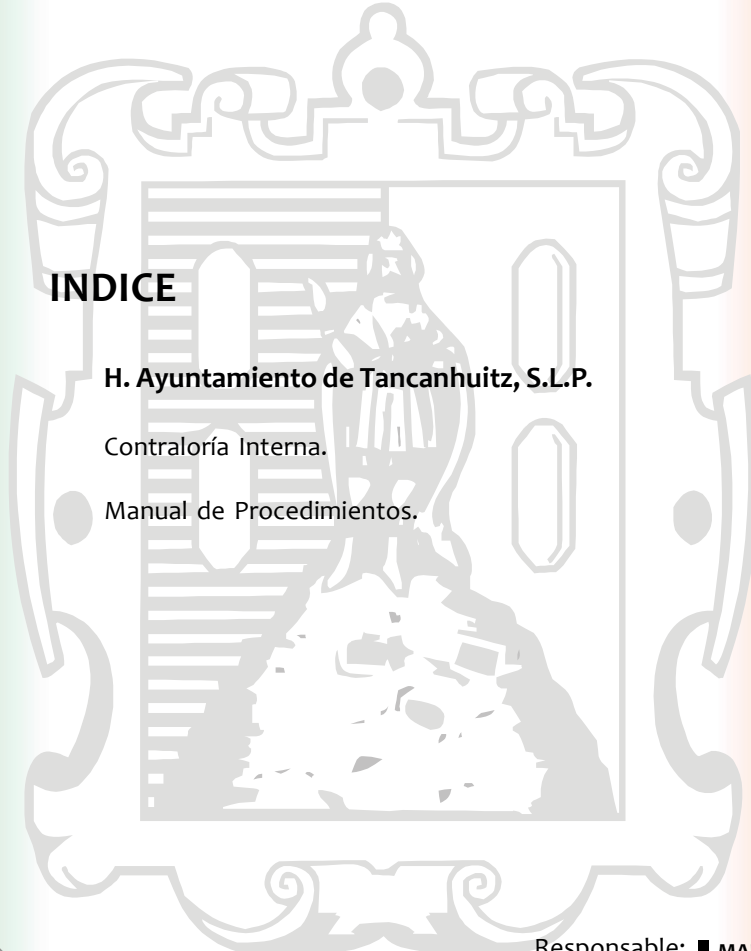 INDICE
H. Ayuntamiento de Tancanhuitz, S.L.P.
Contraloría Interna.
Manual de Procedimientos.
Responsable: